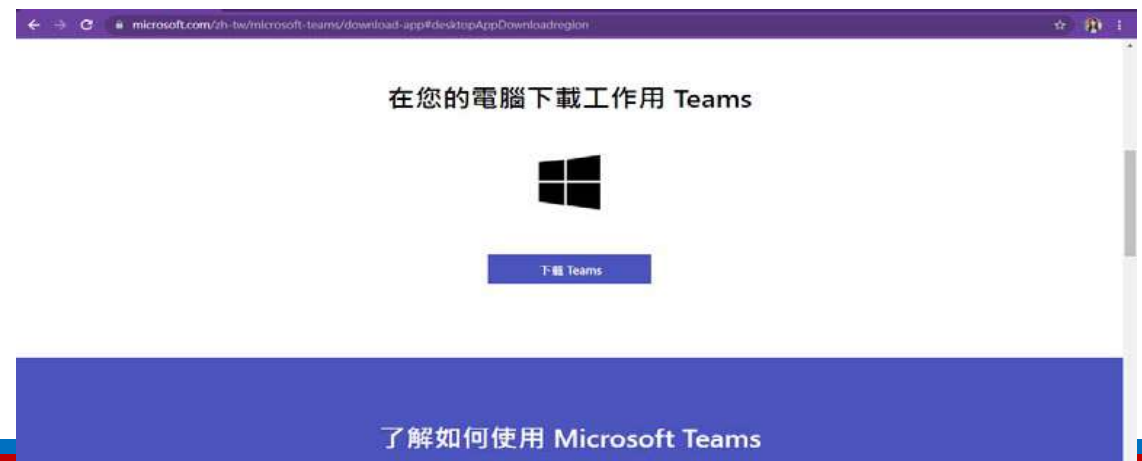 microsoft.com/zh-tw/microsoft-teams/download-app#desktopAppDownloadregion
在您的電腦下載工作用 Teams
下載 Teams
了解如何使用 Microsoft Teams